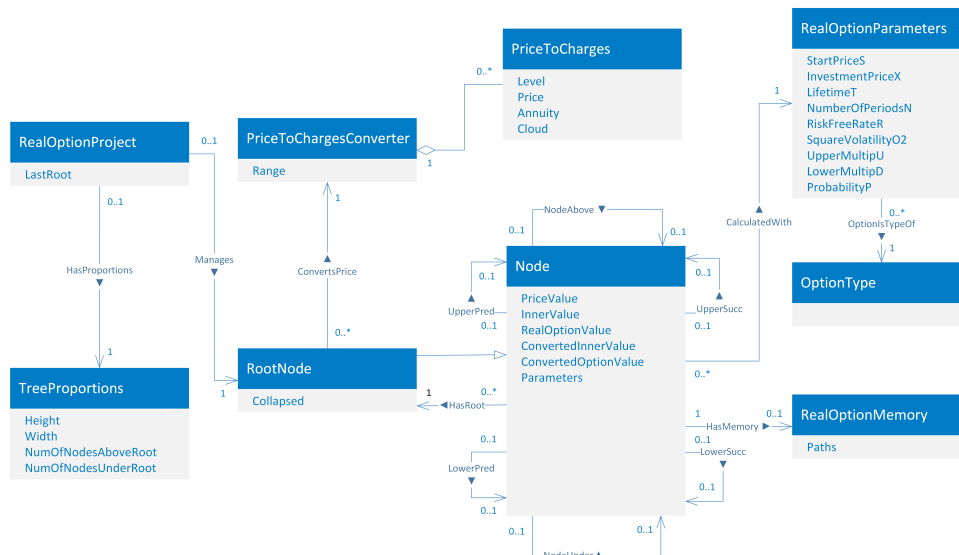 RealOptionParameters
StartPriceS
InvestmentPriceX
LifetimeT
NumberOfPeriodsN
RiskFreeRateR
SquareVolatilityO2
UpperMultipU
LowerMultipD
ProbabilityP
PriceToCharges
Level
Price
Annuity
Cloud
0..*
1
PriceToChargesConverter
Range
1
RealOptionProject
LastRoot
0..1
0..1
HasProportions ▼
1
Manages ▼
1
ConvertsPrice ▲
0..*
1
CalculatedWith ▲
0..*
0..*
OptionIsTypeOf ▼
1
OptionType
NodeAbove ▼
0..1
0..1
Node
PriceValue
InnerValue
RealOptionValue
ConvertedInnerValue
ConvertedOptionValue
Parameters
0..1
▲ UpperPred
0..1
0..1
▲ UpperSucc
0..1
RootNode
Collapsed
1
◀HasRoot
0..*
TreeProportions
Height
Width
NumOfNodesAboveRoot
NumOfNodesUnderRoot
1
HasMemory ▶
0..1
RealOptionMemory
Paths
0..1
LowerPred ▼
0..1
0..1
LowerSucc ▼
0..1
0..1
0..1
NodeUnder ▲